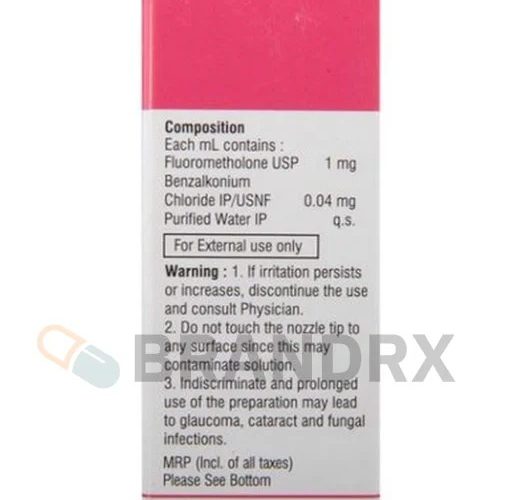 Composition
Each mL contains :
Fluorometholone USP 1 mg
Benzalkonium
Chloride IP/USNF 0.04 mg
Purified Water IP q.s.
For External use only
Warning : 1. If irritation persists
or increases, discontinue the use
and consult Physician.
2. Do not touch the nozzle tip to
any surface since this may
contaminate solution.
BRANDRX
3. Indiscriminate and prolonged
use of the preparation may lead
to glaucoma, cataract and fungal
infections.
MRP (Incl. of all taxes)
Please See Bottom